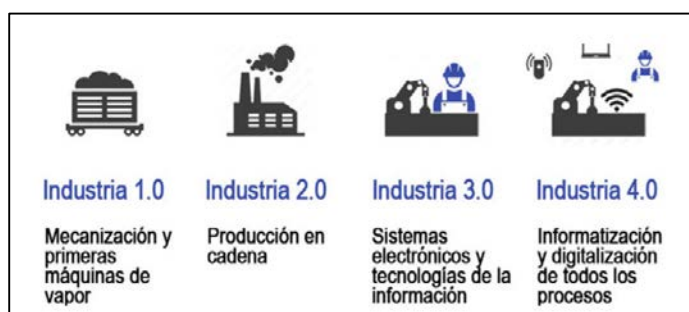 Industria 1.0
Mecanización y
primeras
máquinas de
vapor
Industria 2.0
Producción en
cadena
Industria 3.0
Sistemas
electrónicos y
tecnologías de la
información
Industria 4.0
Informatización
y digitalización
de todos los
procesos